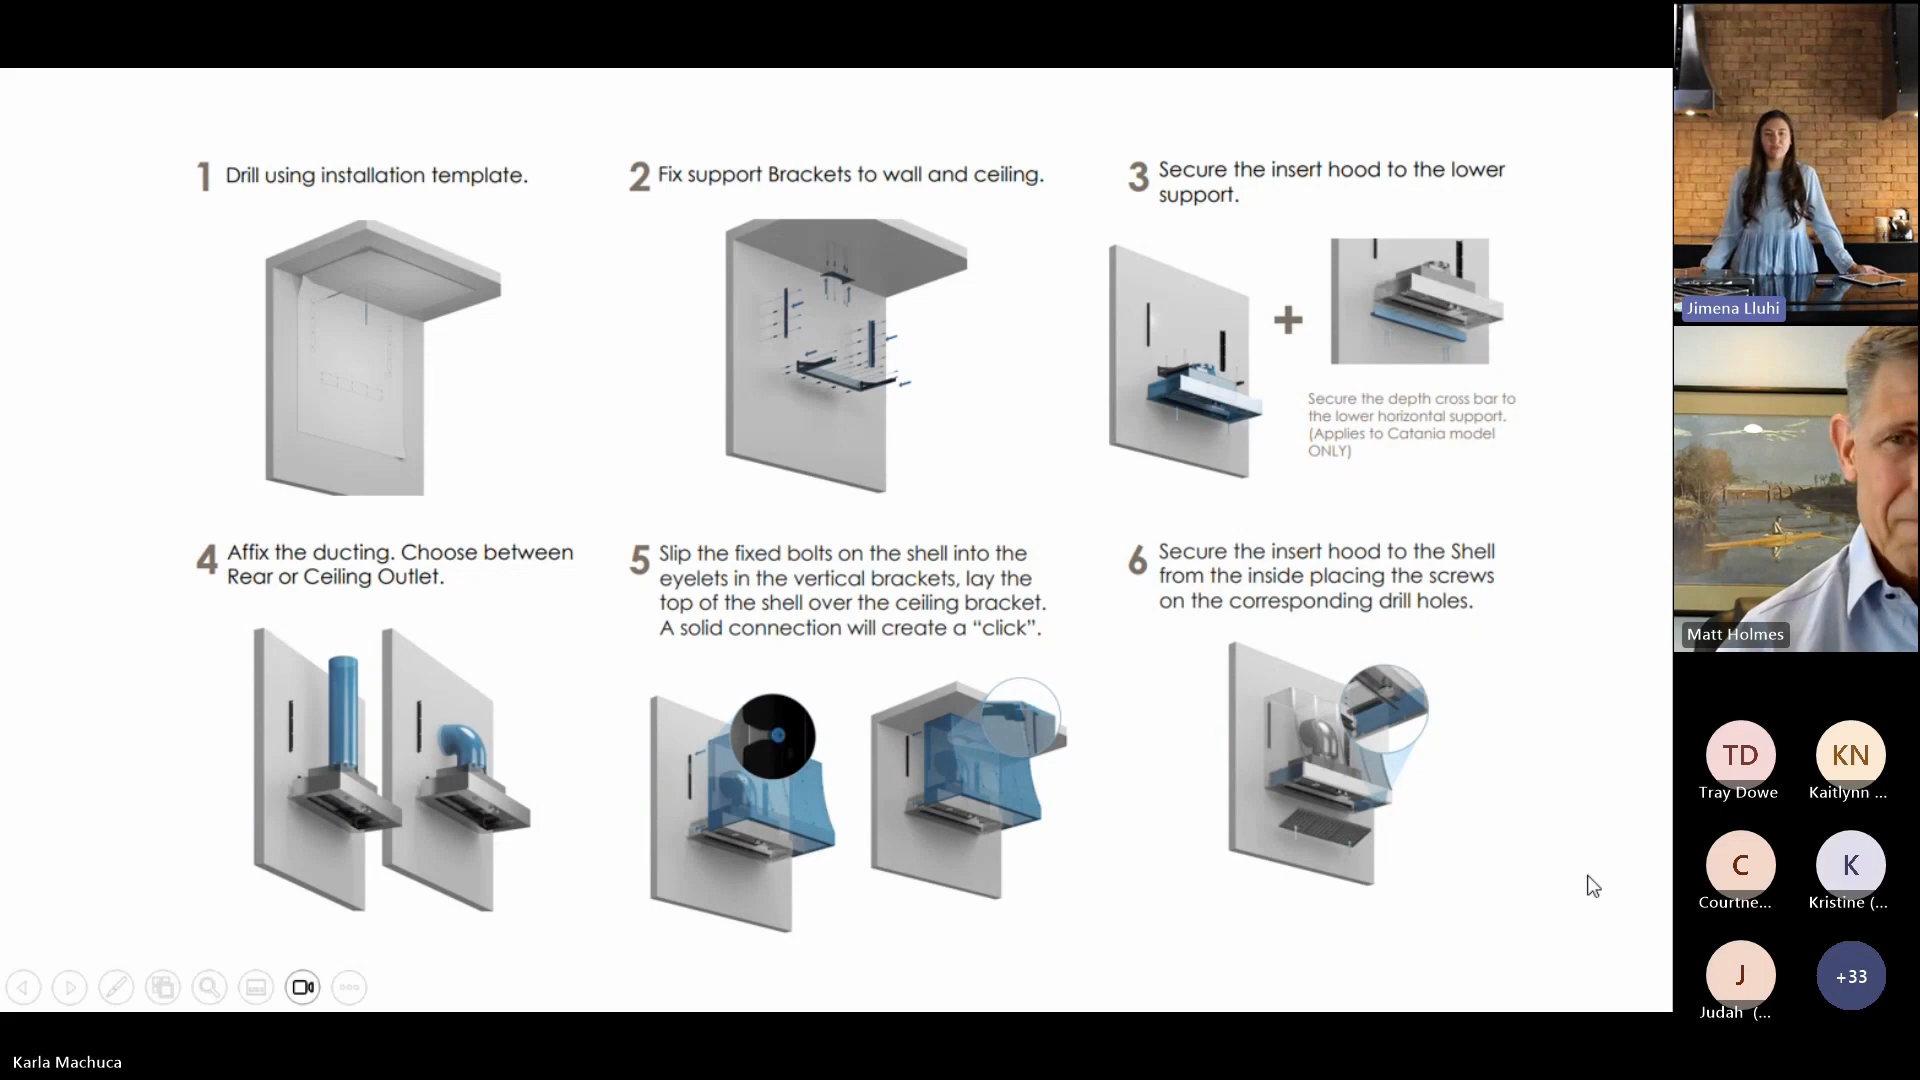 1 Drill using installation template.
2 Fix support Brackets to wall and ceiling.
3 Secure the insert hood to the lower
support.
+
Secure the depth cross bar to
the lower horizontal support.
(Applies to Catania model
ONLY)
4 Affix the ducting. Choose between
Rear or Ceiling Outlet.
5 Slip the fixed bolts on the shell into the
eyelets in the vertical brackets, lay the
top of the shell over the ceiling bracket.
A solid connection will create a “click”.
6 Secure the insert hood to the Shell
from the inside placing the screws
on the corresponding drill holes.
Jimena Lluhi
Matt Holmes
TD
Tray Dowe
KN
Kaitlynn ...
C
Courtne...
K
Kristine (...
J
Judah (...
+33
Karla Machuca